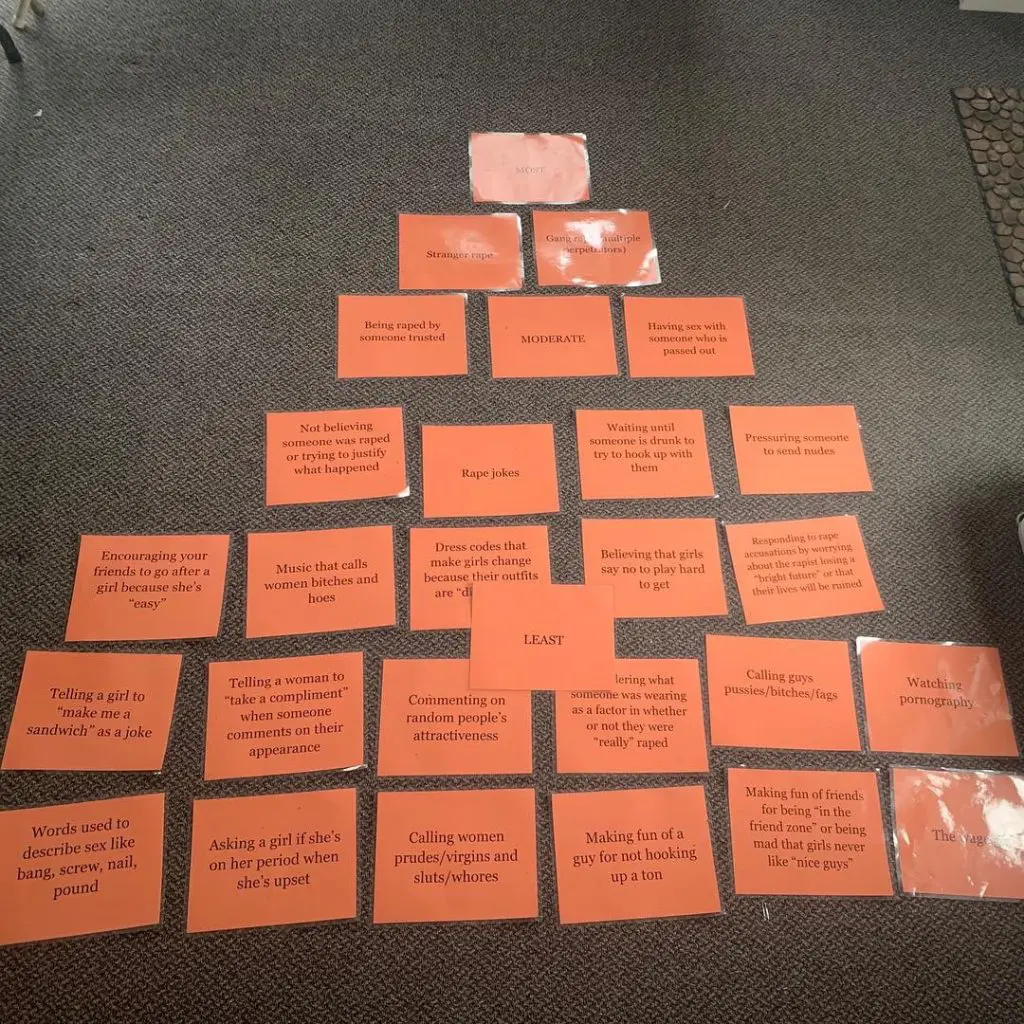 MOST
Stranger rape
Gang multiple
perpetrators)
Being raped by
someone trusted
MODERATE
Having sex with
someone who is
passed out
Not believing
someone was raped
or trying to justify
what happened
Rape jokes
Waiting until
someone is drunk to
try to hook up with
them
Pressuring someone
to send nudes
Encouraging your
friends to go after a
girl because she's
"easy"
Music that calls
women bitches and
hoes
Dress codes that
make girls change
because their outfits
are
Believing that girls
say no to play hard
to get
Responding to rape
accusations by worrying
about the rapist losing a
"bright future" or that
their lives will be ruined
LEAST
Telling a girl to
"make me a
sandwich" as a joke
Telling a woman to
"take a compliment"
when someone
comments on their
appearance
Commenting on
random people's
attractiveness
what
someone was wearing
as a factor in whether
or not they were
"really" raped
Calling guys
pussies/bitches/fags
Watching
pornography
Words used to
describe sex like
bang, screw, nail,
pound
Asking a girl if she's
on her period when
she's upset
Calling women
prudes/virgins and
sluts/whores
Making fun of a
guy for not hooking
up a ton
Making fun of friends
for being "in the
friend zone" or being
mad that girls never
like "nice guys"
The